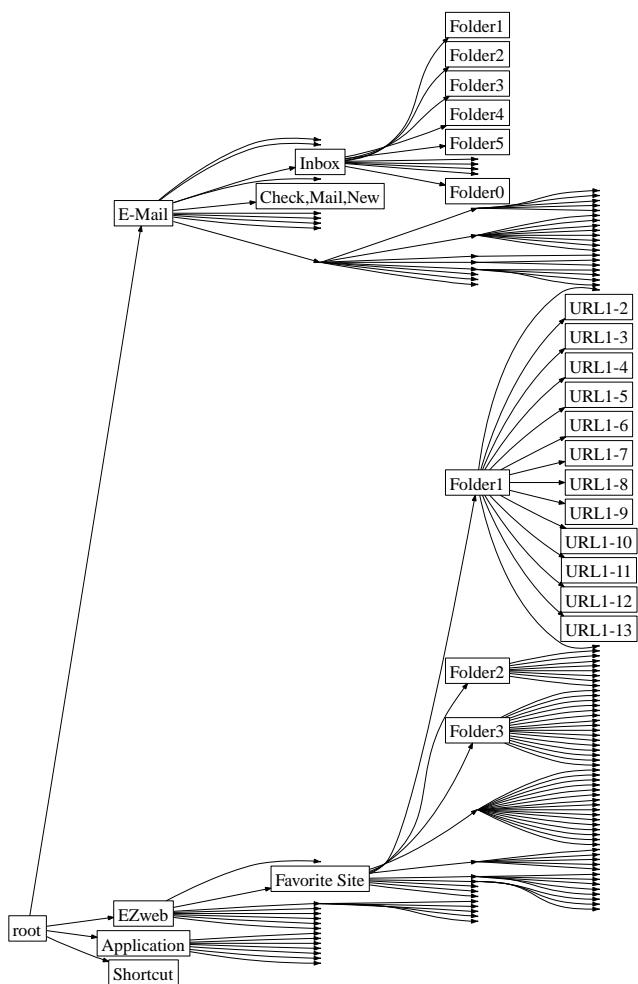 Folder1
Folder2
Folder3
Folder4
Folder5
Inbox
Folder0
Check,Mail,New
E-Mail
URL1-2
URL1-3
URL1-4
URL1-5
URL1-6
URL1-7
Folder1
URL1-8
URL1-9
URL1-10
URL1-11
URL1-12
URL1-13
Folder2
Folder3
Favorite Site
EZweb
root
Application
Shortcut